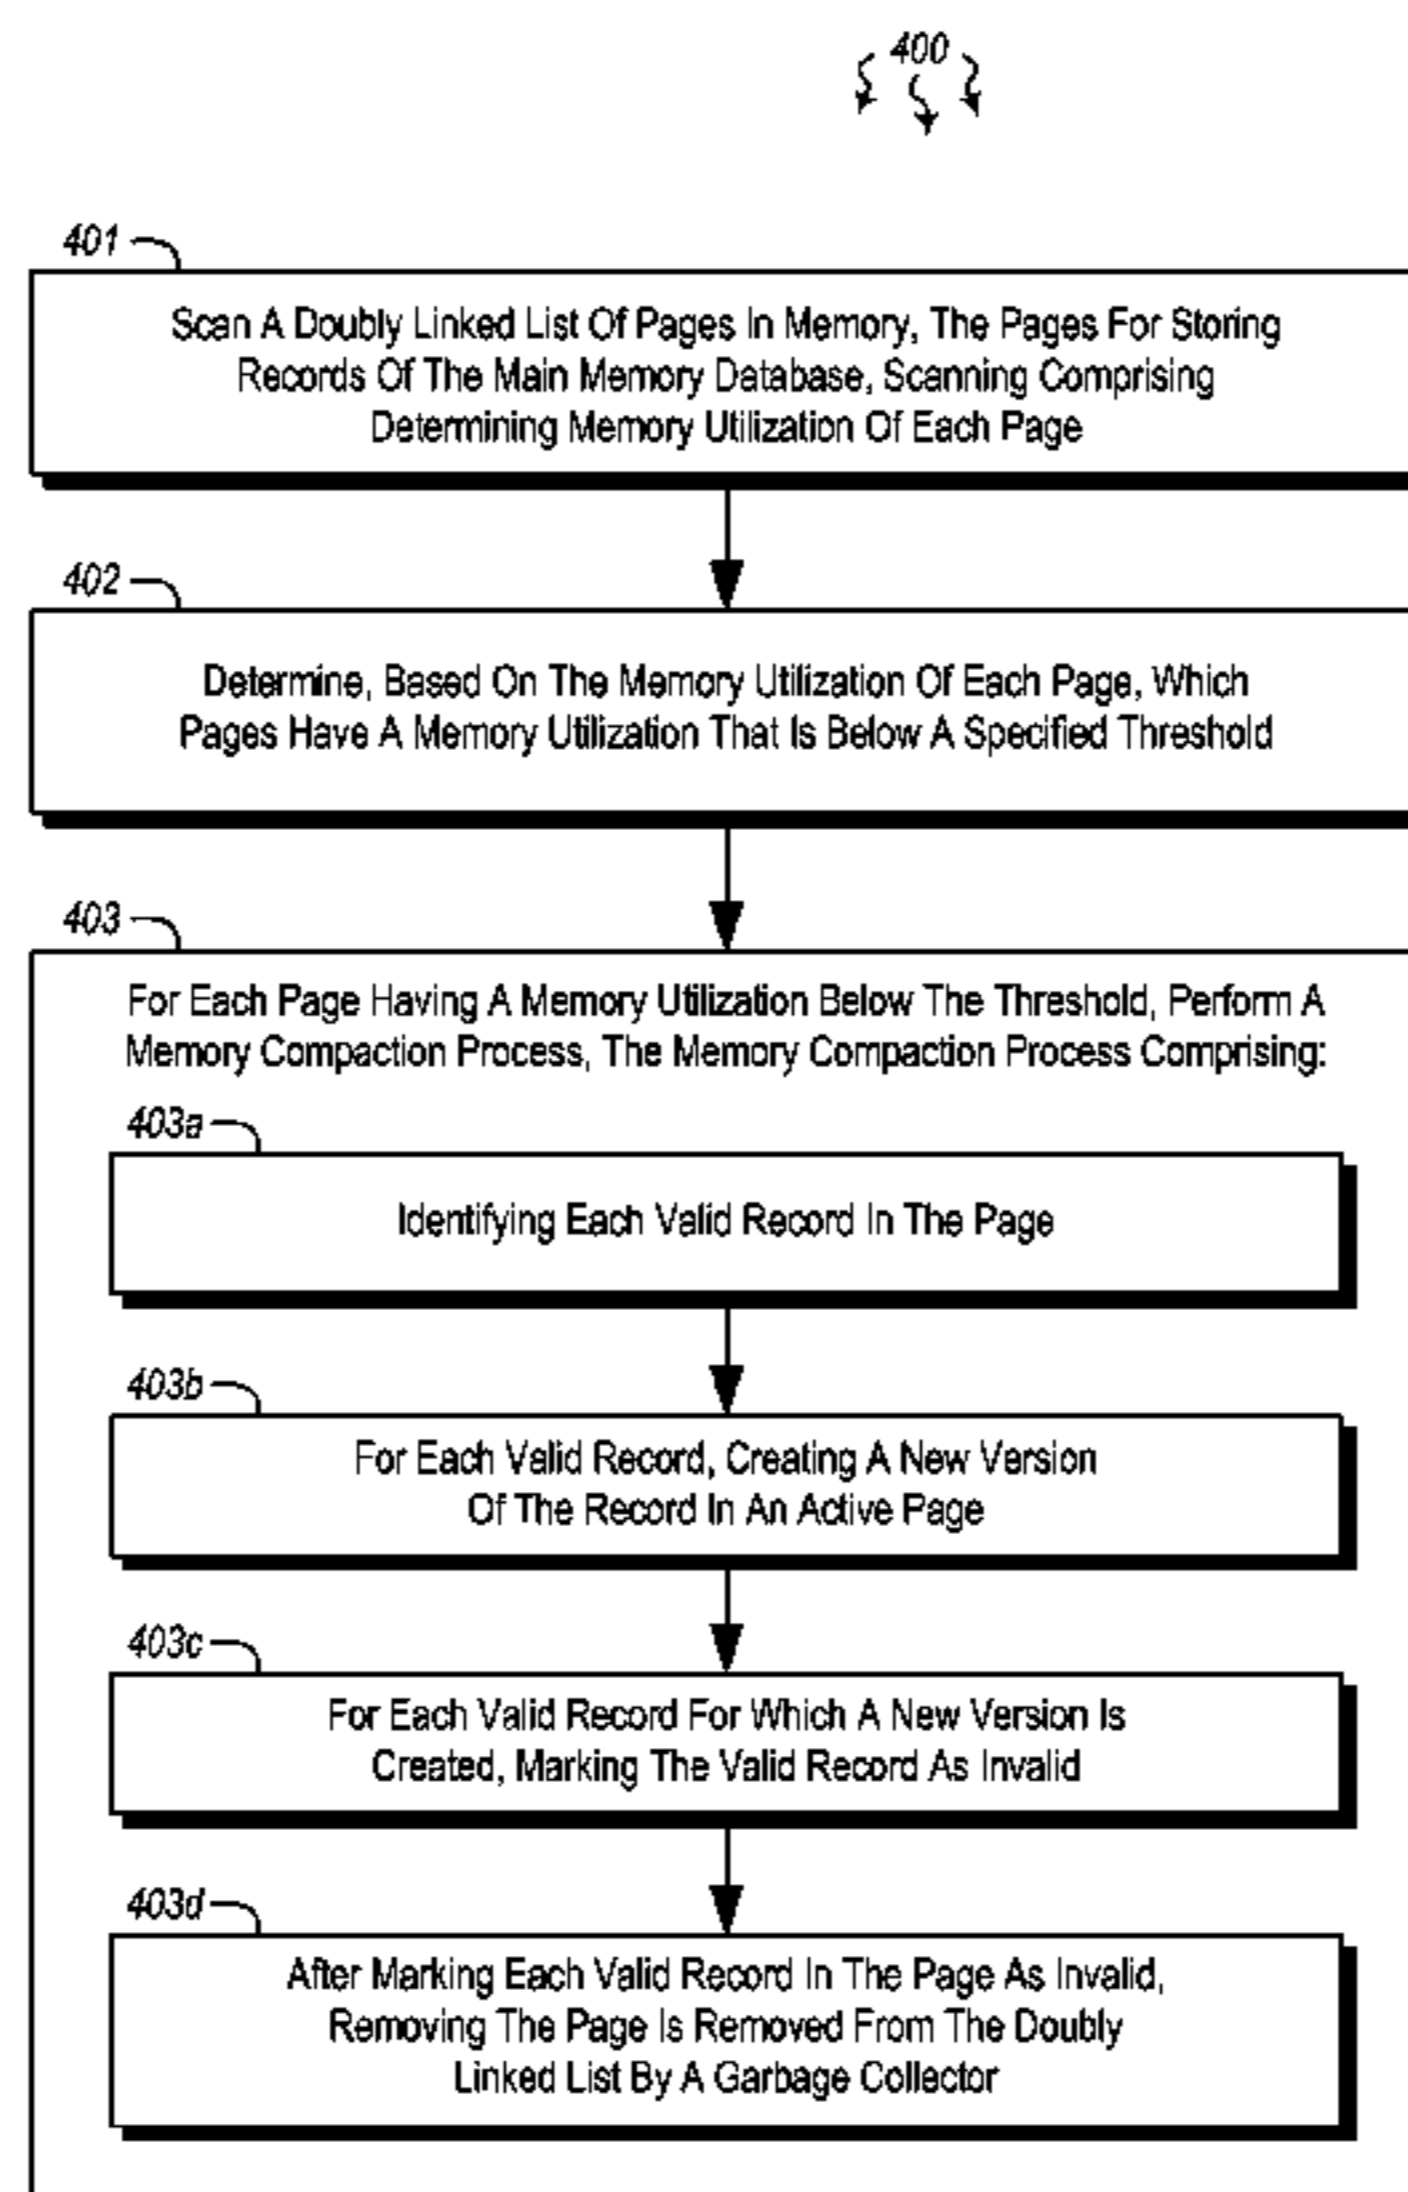 400
401
Scan A Doubly Linked List Of Pages In Memory, The Pages For Storing
Records Of The Main Memory Database, Scanning Comprising
Determining Memory Utilization Of Each Page
402
Determine, Based On The Memory Utilization Of Each Page, Which
Pages Have A Memory Utilization That Is Below A Specified Threshold
403
For Each Page Having A Memory Utilization Below The Threshold, Perform A
Memory Compaction Process, The Memory Compaction Process Comprising:
403a
Identifying Each Valid Record In The Page
403b
For Each Valid Record, Creating A New Version
Of The Record In An Active Page
403c
For Each Valid Record For Which A New Version Is
Created, Marking The Valid Record As Invalid
403d
After Marking Each Valid Record In The Page As Invalid,
Removing The Page Is Removed From The Doubly
Linked List By A Garbage Collector